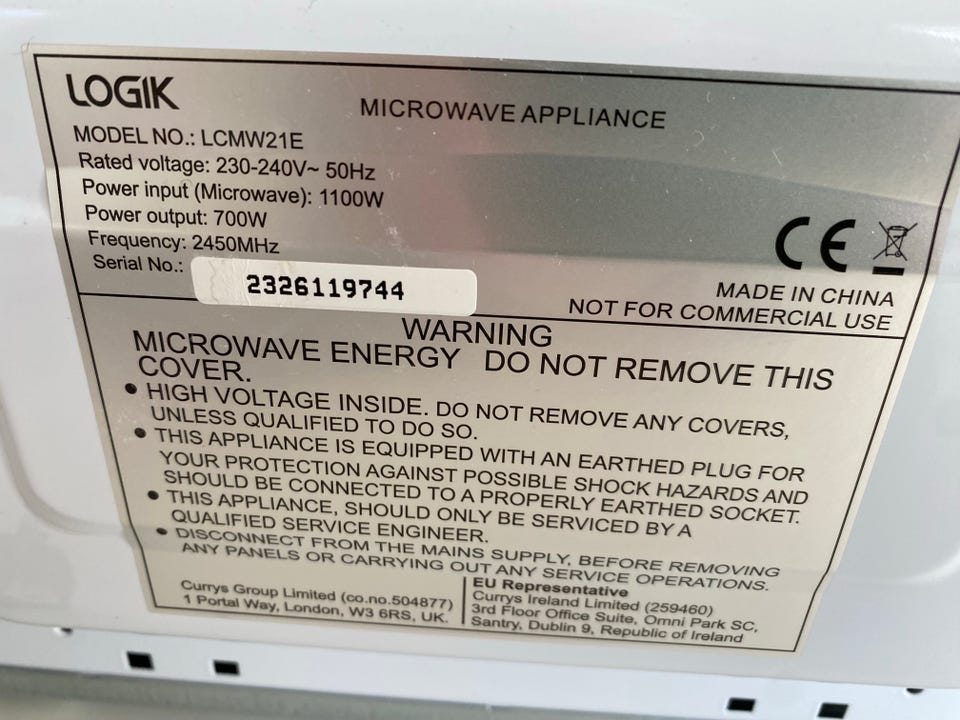 LOGIK
MICROWAVE APPLIANCE
MODEL NO.: LCMW21E
Rated voltage: 230-240V~ 50Hz
Power input (Microwave): 1100W
Power output: 700W
Frequency: 2450MHz
Serial No.: 2326119744
CE
MADE IN CHINA
NOT FOR COMMERCIAL USE
WARNING
MICROWAVE ENERGY DO NOT REMOVE THIS
COVER.
• HIGH VOLTAGE INSIDE. DO NOT REMOVE ANY COVERS,
UNLESS QUALIFIED TO DO SO.
• THIS APPLIANCE IS EQUIPPED WITH AN EARTHED PLUG FOR
YOUR PROTECTION AGAINST POSSIBLE SHOCK HAZARDS AND
SHOULD BE CONNECTED TO A PROPERLY EARTHED SOCKET.
• THIS APPLIANCE, SHOULD ONLY BE SERVICED BY A
QUALIFIED SERVICE ENGINEER.
• DISCONNECT FROM THE MAINS SUPPLY, BEFORE REMOVING
ANY PANELS OR CARRYING OUT ANY SERVICE OPERATIONS.
Currys Group Limited (co.no.504877)
1 Portal Way, London, W3 6RS, UK.
EU Representative
Currys Ireland Limited (259460)
3rd Floor Office Suite, Omni Park SC,
Santry, Dublin 9, Republic of Ireland